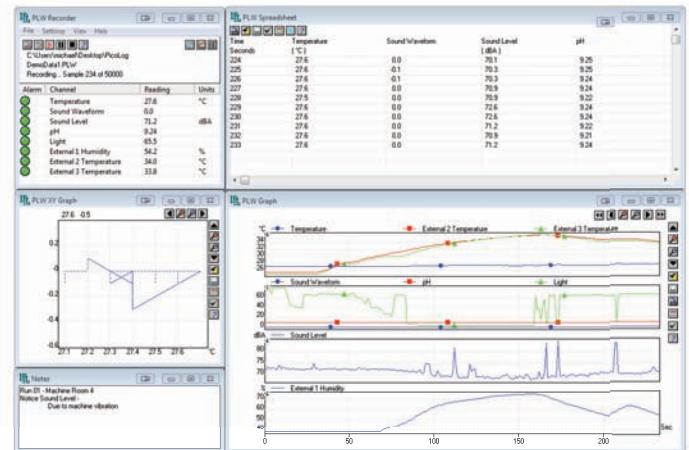 PLW Recorder
File Settings View Help
C:\Users\michael\Desktop\PicoLog
DemoData1.PLW
Recording... Sample 234 of 50000
Alarm Channel Reading Units
Temperature 27.6 °C
Sound Waveform 0.0
Sound Level 71.2 dBA
pH 9.24
Light 65.5
External 1 Humidity 54.2 %
External 2 Temperature 34.0 °C
External 3 Temperature 33.8 °C
PLW Spreadsheet
Time Temperature Sound Waveform Sound Level pH
Seconds (°C) (dBA)
224 27.6 0.0 70.1 9.25
225 27.6 -0.1 70.3 9.25
226 27.6 -0.1 70.3 9.24
227 27.6 0.0 70.9 9.24
228 27.5 0.0 70.9 9.22
229 27.6 0.0 72.6 9.24
230 27.6 0.0 72.6 9.24
231 27.6 0.0 71.2 9.22
232 27.6 0.0 70.9 9.21
233 27.6 0.0 71.2 9.24
PLW XY Graph
27.6 -0.5
0.2
-0
-0.2
-0.4
-0.6
27.1 27.2 27.3 27.4 27.5 27.6 °C
Notes
Run 01 - Machine Room 4
Notice Sound Level -
Due to machine vibration
PLW Graph
°C Temperature External 2 Temperature External 3 Temperature
34
32
30
28
26
Sound Waveform pH Light
60
40
20
0
dBA Sound Level
80
75
70
% External 1 Humidity
70
60
50
40
0 50 100 150 200 Sec